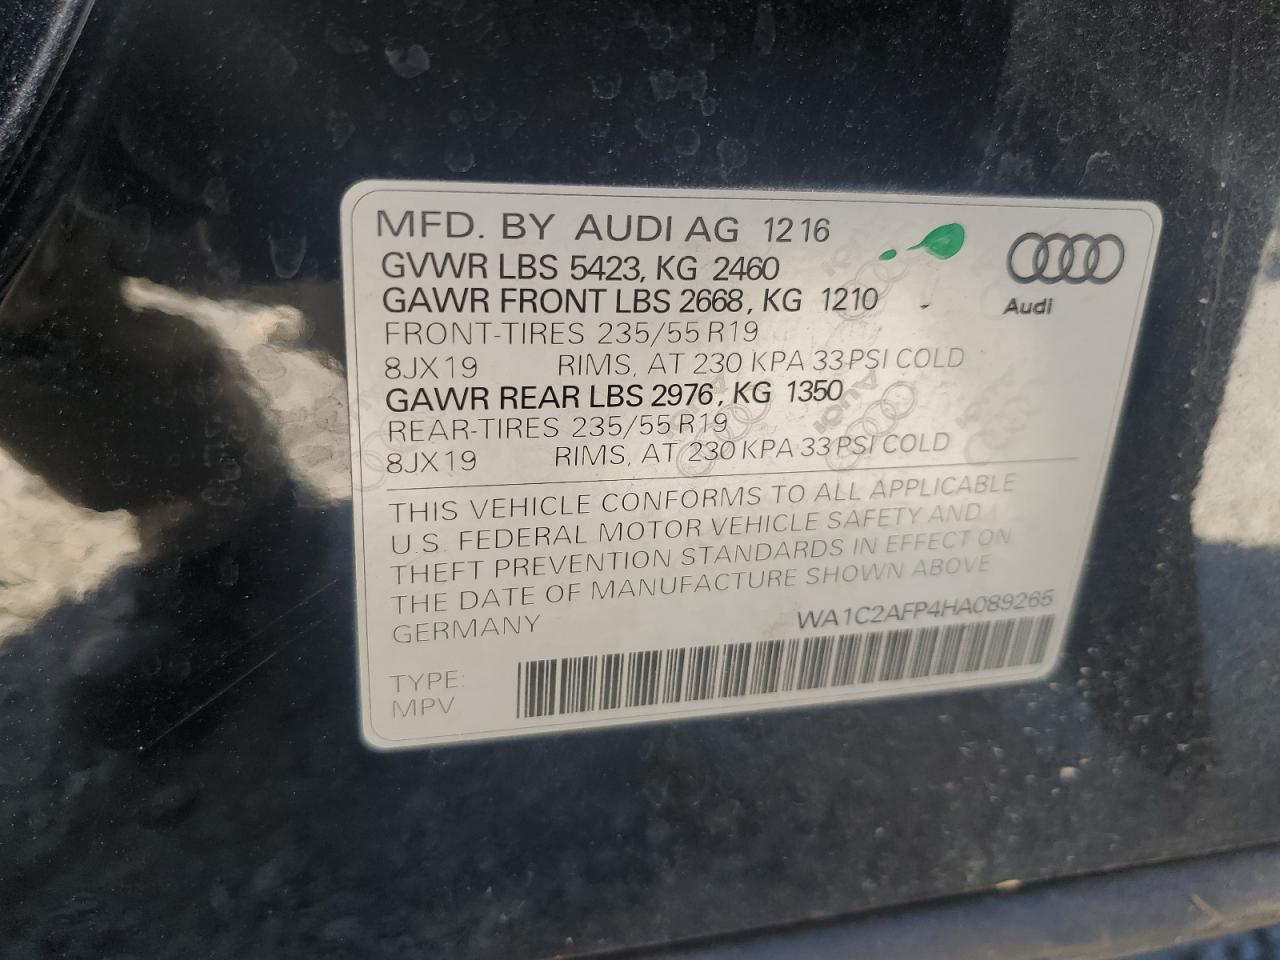 MFD. BY AUDI AG 12 16
GVWR LBS 5423, KG 2460
GAWR FRONT LBS 2668, KG 1210 -
Audi
FRONT-TIRES 235/55 R19
8JX19 RIMS, AT 230 KPA 33 PSI COLD
GAWR REAR LBS 2976, KG 1350
REAR-TIRES 235/55 R19
8JX19 RIMS, AT 230 KPA 33 PSI COLD
THIS VEHICLE CONFORMS TO ALL APPLICABLE
U.S. FEDERAL MOTOR VEHICLE SAFETY AND
THEFT PREVENTION STANDARDS IN EFFECT ON
THE DATE OF MANUFACTURE SHOWN ABOVE
GERMANY WA1C2AFP4HA089265
TYPE:
MPV